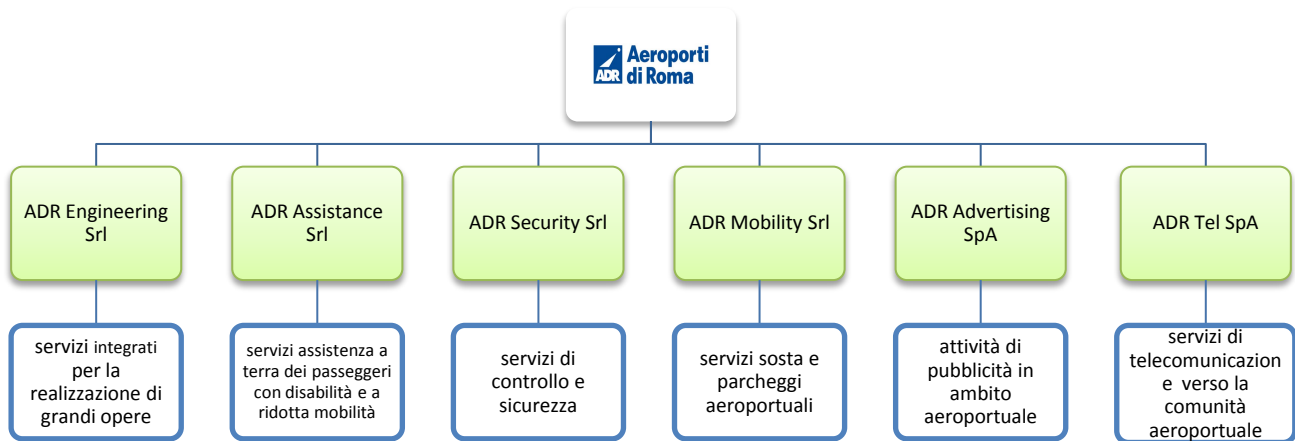 ADR
Aeroporti
di Roma
ADR Engineering
Srl
ADR Assistance
Srl
ADR Security Srl
ADR Mobility Srl
ADR Advertising
SpA
ADR Tel SpA
servizi integrati
per la
realizzazione di
grandi opere
servizi assistenza a
terra dei passeggeri
con disabilità e a
ridotta mobilità
servizi di
controllo e
sicurezza
servizi sosta e
parcheggi
aeroportuali
attività di
pubblicità in
ambito
aeroportuale
servizi di
telecomunicazion
e verso la
comunità
aeroportuale